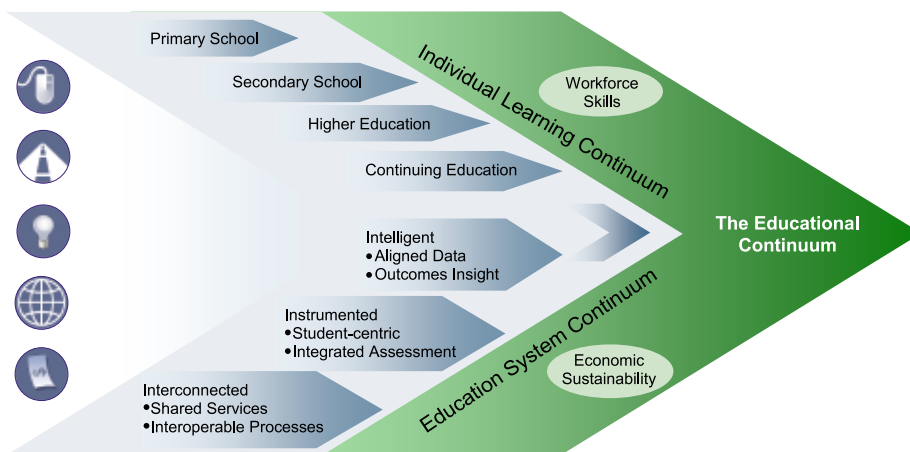 Primary School
Secondary School
Higher Education
Continuing Education
Individual Learning Continuum
Workforce
Skills
The Educational
Continuum
Intelligent
•Aligned Data
•Outcomes Insight
Instrumented
•Student-centric
•Integrated Assessment
Interconnected
•Shared Services
•Interoperable Processes
Education System Continuum
Economic
Sustainability